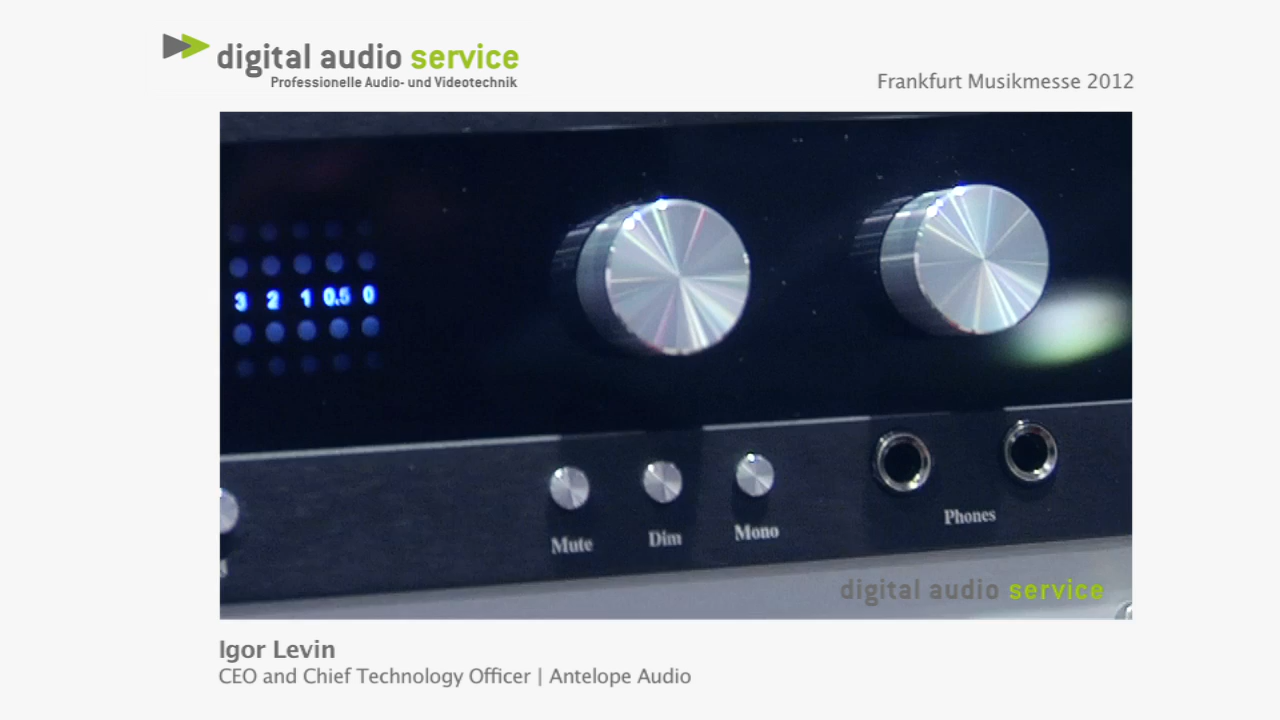 digital audio service
Professionelle Audio- und Videotechnik
Frankfurt Musikmesse 2012
3 2 1 0.5 0
Mute Dim Mono
Phones
digital audio service
Igor Levin
CEO and Chief Technology Officer | Antelope Audio